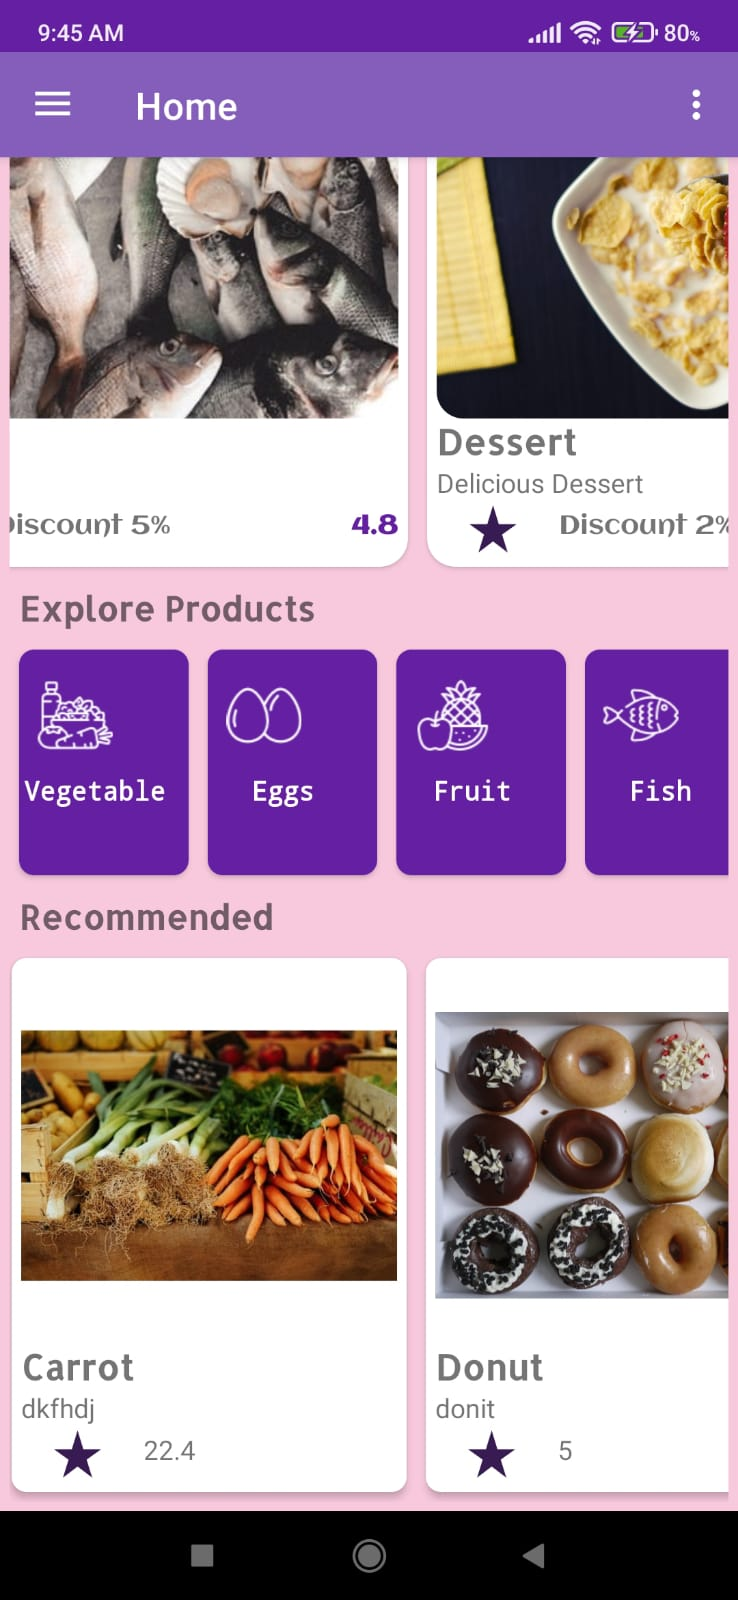 9:45 AM
80%
Home
Dessert
Delicious Dessert
iscount 5%
4.8
Discount 2%
Explore Products
Vegetable
Eggs
Fruit
Fish
Recommended
Carrot
dkfhdj
22.4
Donut
donit
5